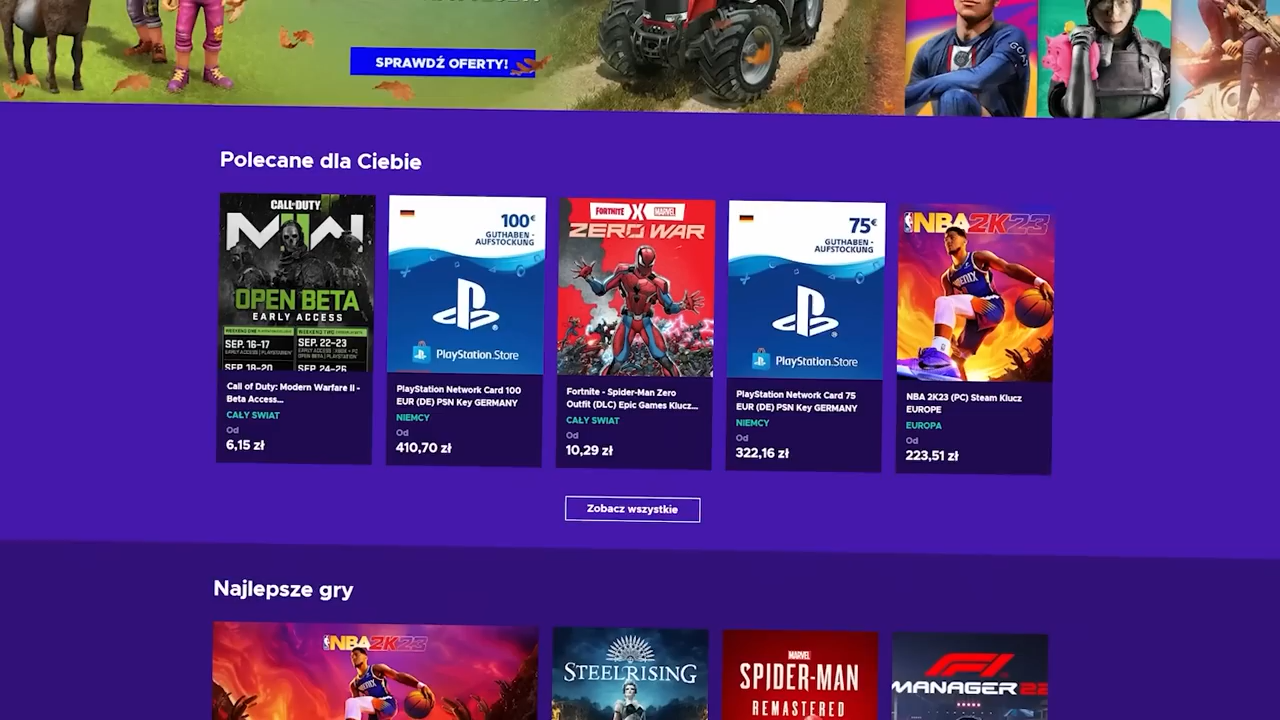 SPRAWDŹ OFERTY!
Polecane dla Ciebie
CALL OF DUTY
MW
OPEN BETA
EARLY ACCESS
SEP. 16-17
SEP. 22-23
SEP. 18-20
SEP. 24-26
Call of Duty: Modern Warfare II -
Beta Access...
CAŁY ŚWIAT
Od
6,15 zł
100€
GUTHABEN -
AUFSTOCKUNG
PlayStation.Store
PlayStation Network Card 100
EUR (DE) PSN Key GERMANY
NIEMCY
Od
410,70 zł
FORTNITE X MARVEL
ZERO WAR
Fortnite - Spider-Man Zero
Outfit (DLC) Epic Games Klucz...
CAŁY ŚWIAT
Od
10,29 zł
75€
GUTHABEN -
AUFSTOCKUNG
PlayStation.Store
PlayStation Network Card 75
EUR (DE) PSN Key GERMANY
NIEMCY
Od
322,16 zł
NBA 2K23
PHOENIX
NBA 2K23 (PC) Steam Klucz
EUROPE
EUROPA
Od
223,51 zł
Zobacz wszystkie
Najlepsze gry
NBA 2K23
STEELRISING
MARVEL
SPIDER-MAN
REMASTERED
F1
MANAGER 22